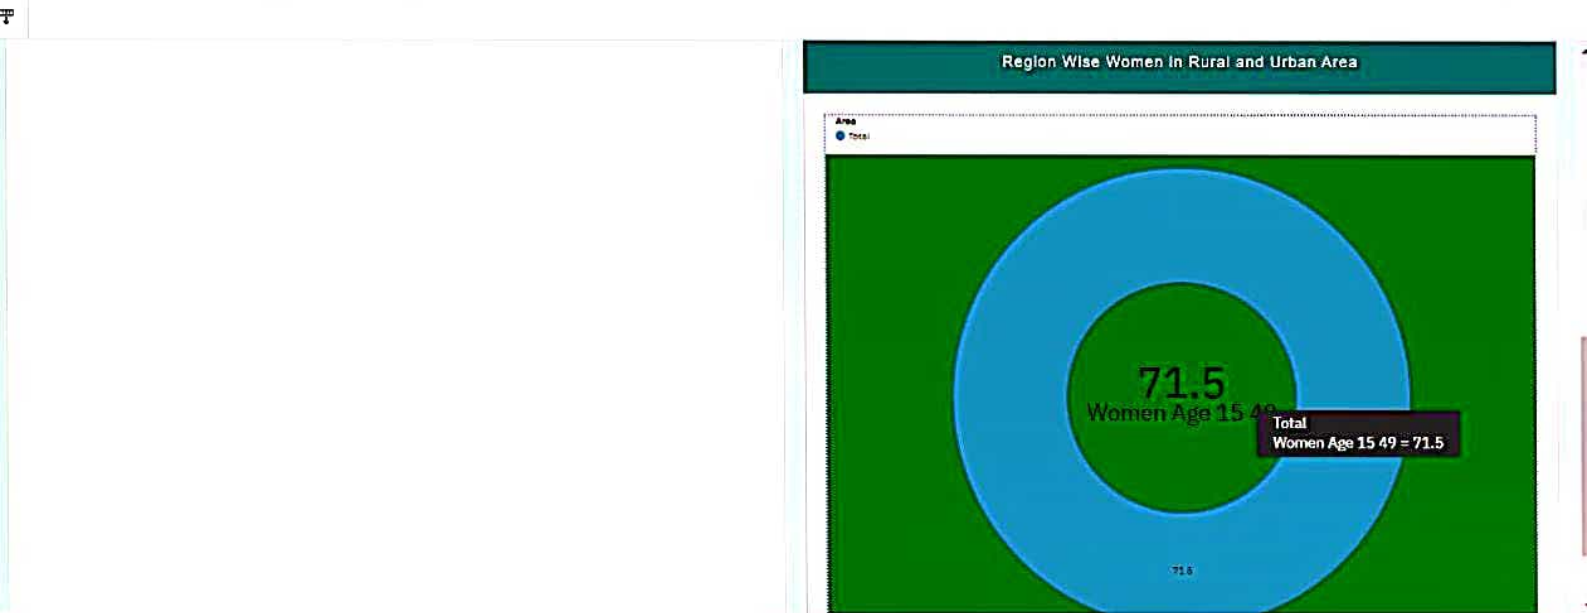 Region Wise Women in Rural and Urban Area
Area
Total
71.5
Women Age 15 49
Total
Women Age 15 49 = 71.5
71.5